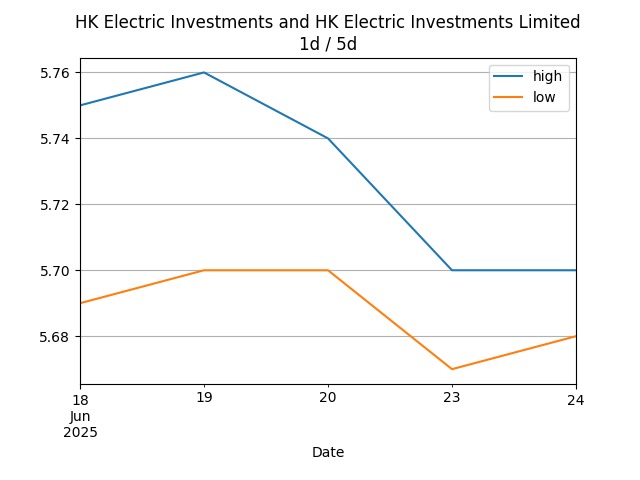 HK Electric Investments and HK Electric Investments Limited
1d / 5d
high
low
5.76
5.74
5.72
5.70
5.68
18
Jun
2025
19
20
23
24
Date